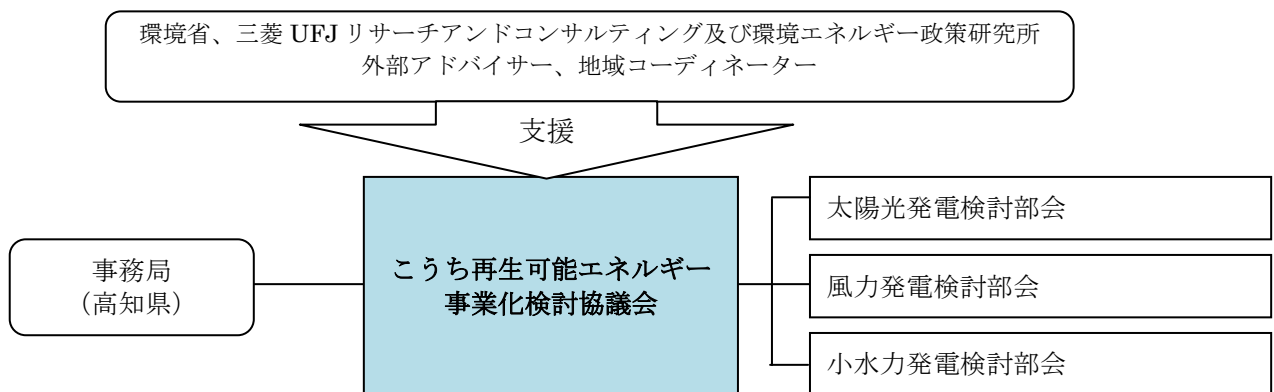 環境省、三菱 UFJ リサーチアンドコンサルティング及び環境エネルギー政策研究所
外部アドバイザー、地域コーディネーター
支援
事務局
(高知県)
こうち再生可能エネルギー
事業化検討協議会
太陽光発電検討部会
風力発電検討部会
小水力発電検討部会